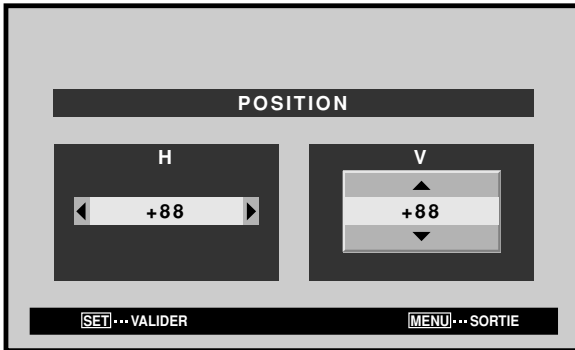 POSITION
H V
+88 +88
SET ··· VALIDER MENU ··· SORTIE